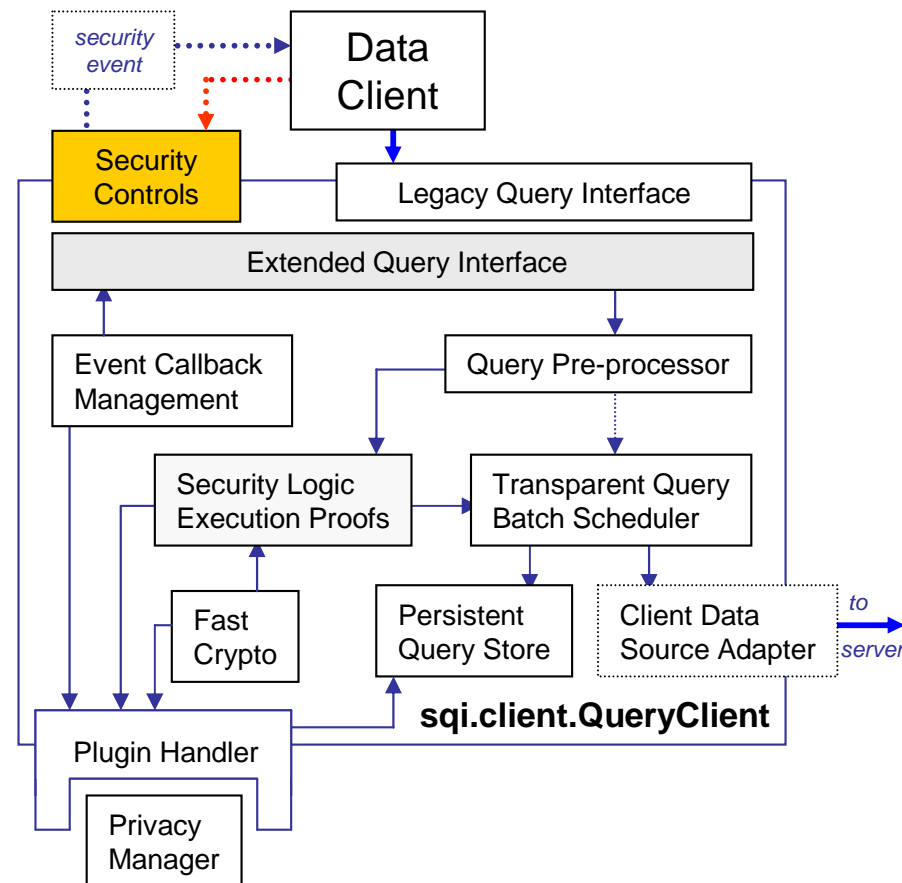 security
event
Data
Client
Security
Controls
Legacy Query Interface
Extended Query Interface
Event Callback
Management
Query Pre-processor
Security Logic
Execution Proofs
Transparent Query
Batch Scheduler
Fast
Crypto
Persistent
Query Store
Client Data
Source Adapter
to
server
sqi.client.QueryClient
Plugin Handler
Privacy
Manager